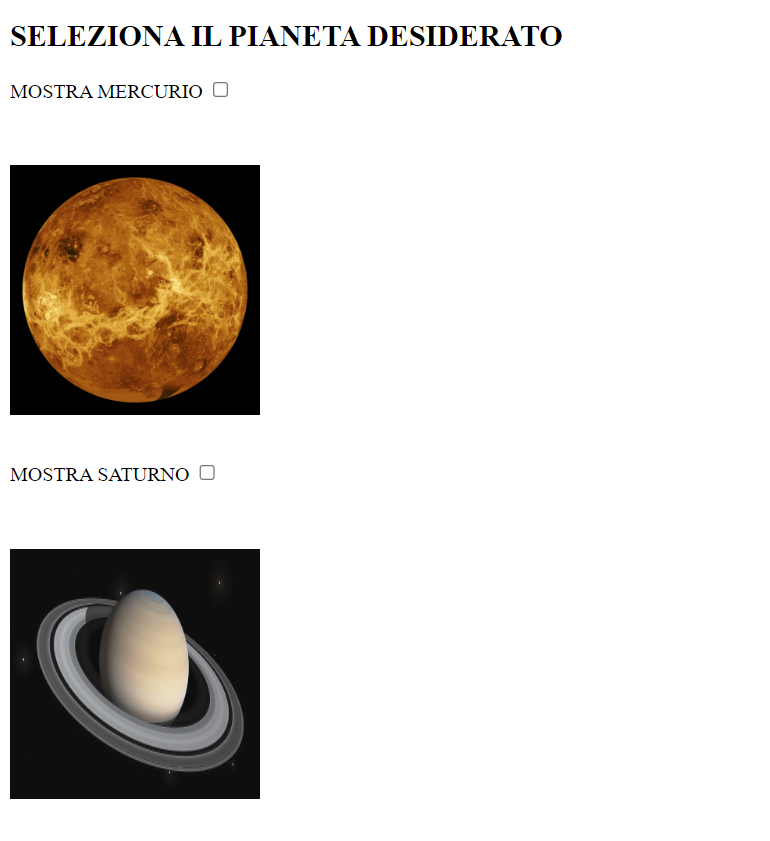 SELEZIONA IL PIANETA DESIDERATO
MOSTRA MERCURIO
MOSTRA SATURNO